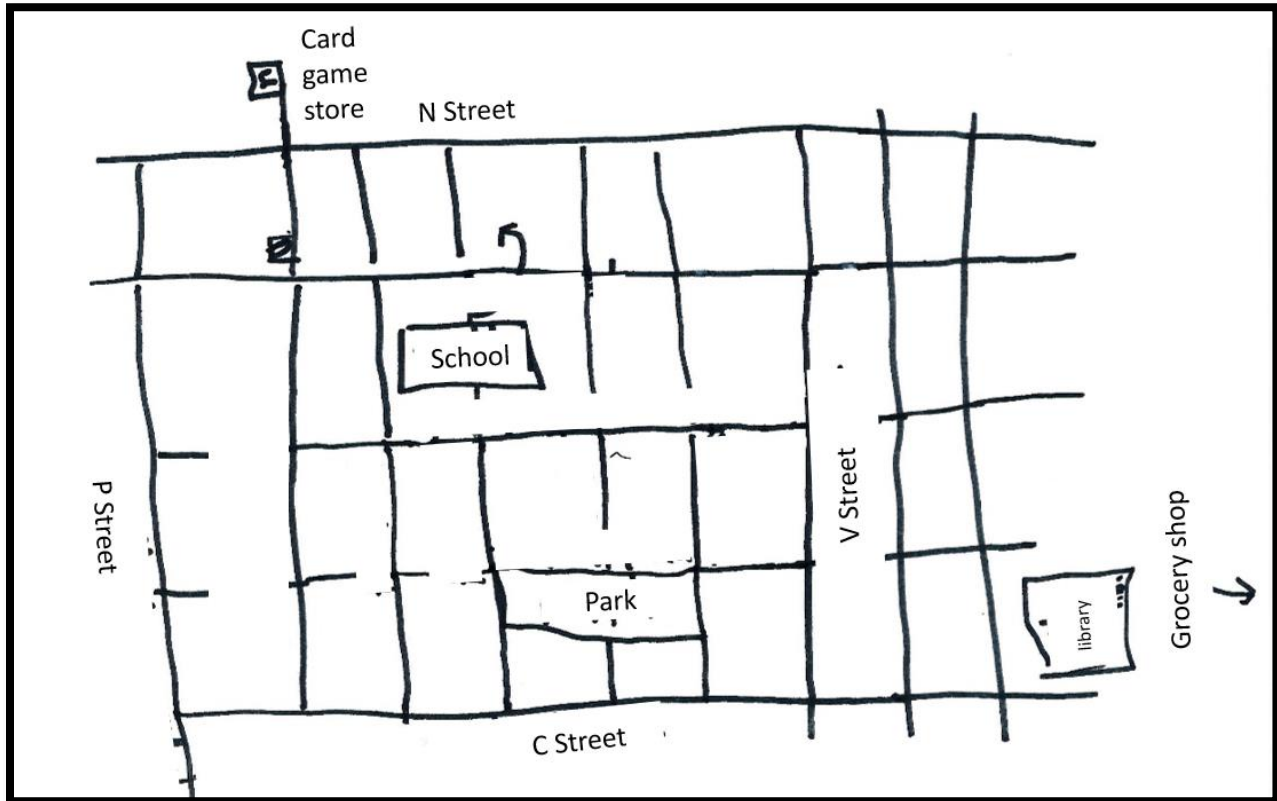 Card
game
store
N Street
School
P Street
V Street
Park
library
Grocery shop
C Street